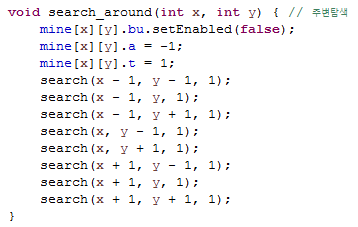 void search_around(int x, int y) { // 주변탐색
    mine[x][y].bu.setEnabled(false);
    mine[x][y].a = -1;
    mine[x][y].t = 1;
    search(x - 1, y - 1, 1);
    search(x - 1, y, 1);
    search(x - 1, y + 1, 1);
    search(x, y - 1, 1);
    search(x, y + 1, 1);
    search(x + 1, y - 1, 1);
    search(x + 1, y, 1);
    search(x + 1, y + 1, 1);
}